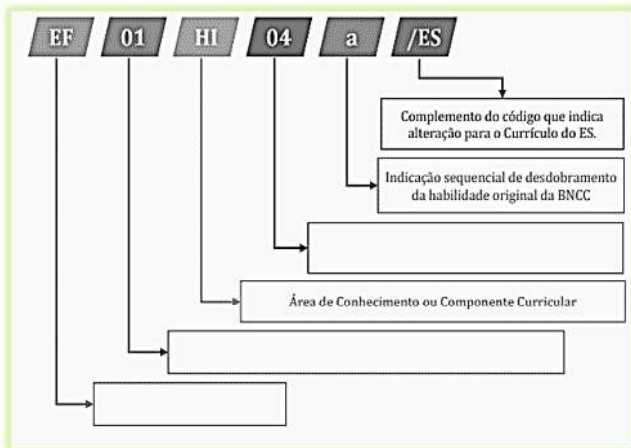 EF 01 HI 04 a /ES
Complemento do código que indica
alteração para o Currículo do ES.
Indicação sequencial de desdobramento
da habilidade original da BNCC
Área de Conhecimento ou Componente Curricular